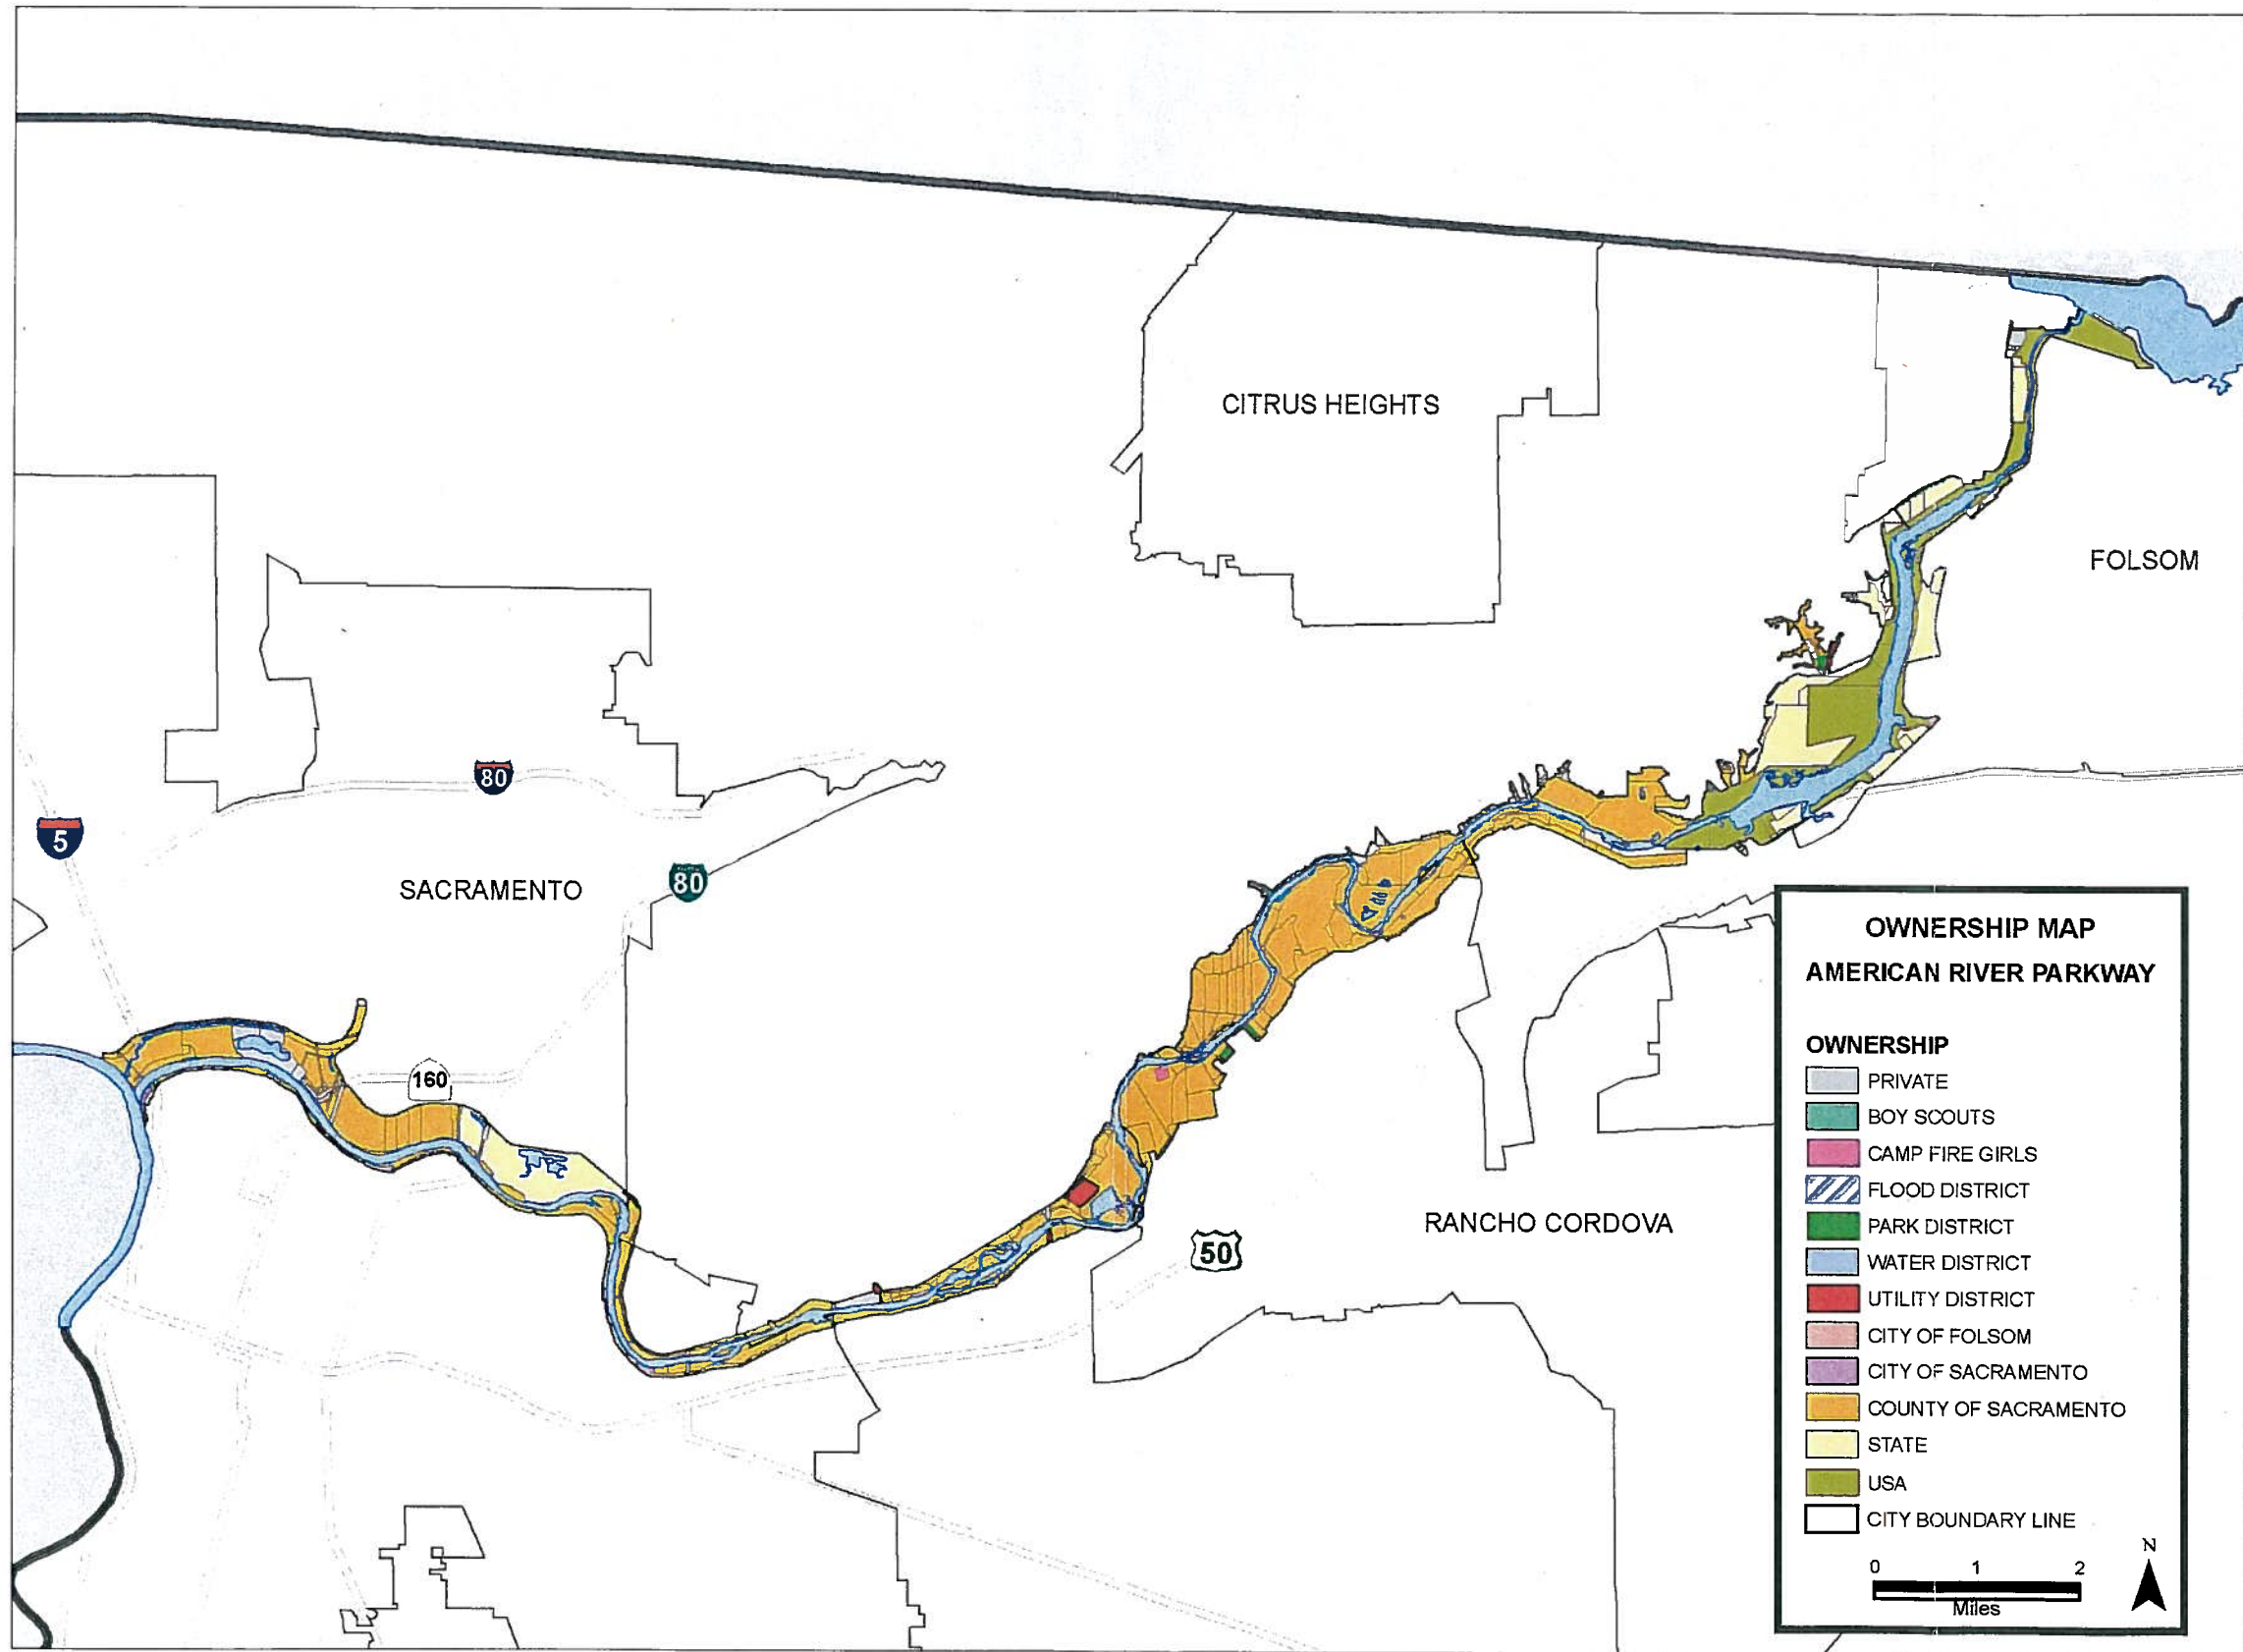 CITRUS HEIGHTS
FOLSOM
80
5
SACRAMENTO
80
160
50
RANCHO CORDOVA
OWNERSHIP MAP
AMERICAN RIVER PARKWAY
OWNERSHIP
PRIVATE
BOY SCOUTS
CAMP FIRE GIRLS
FLOOD DISTRICT
PARK DISTRICT
WATER DISTRICT
UTILITY DISTRICT
CITY OF FOLSOM
CITY OF SACRAMENTO
COUNTY OF SACRAMENTO
STATE
USA
CITY BOUNDARY LINE
N
0 1 2
Miles